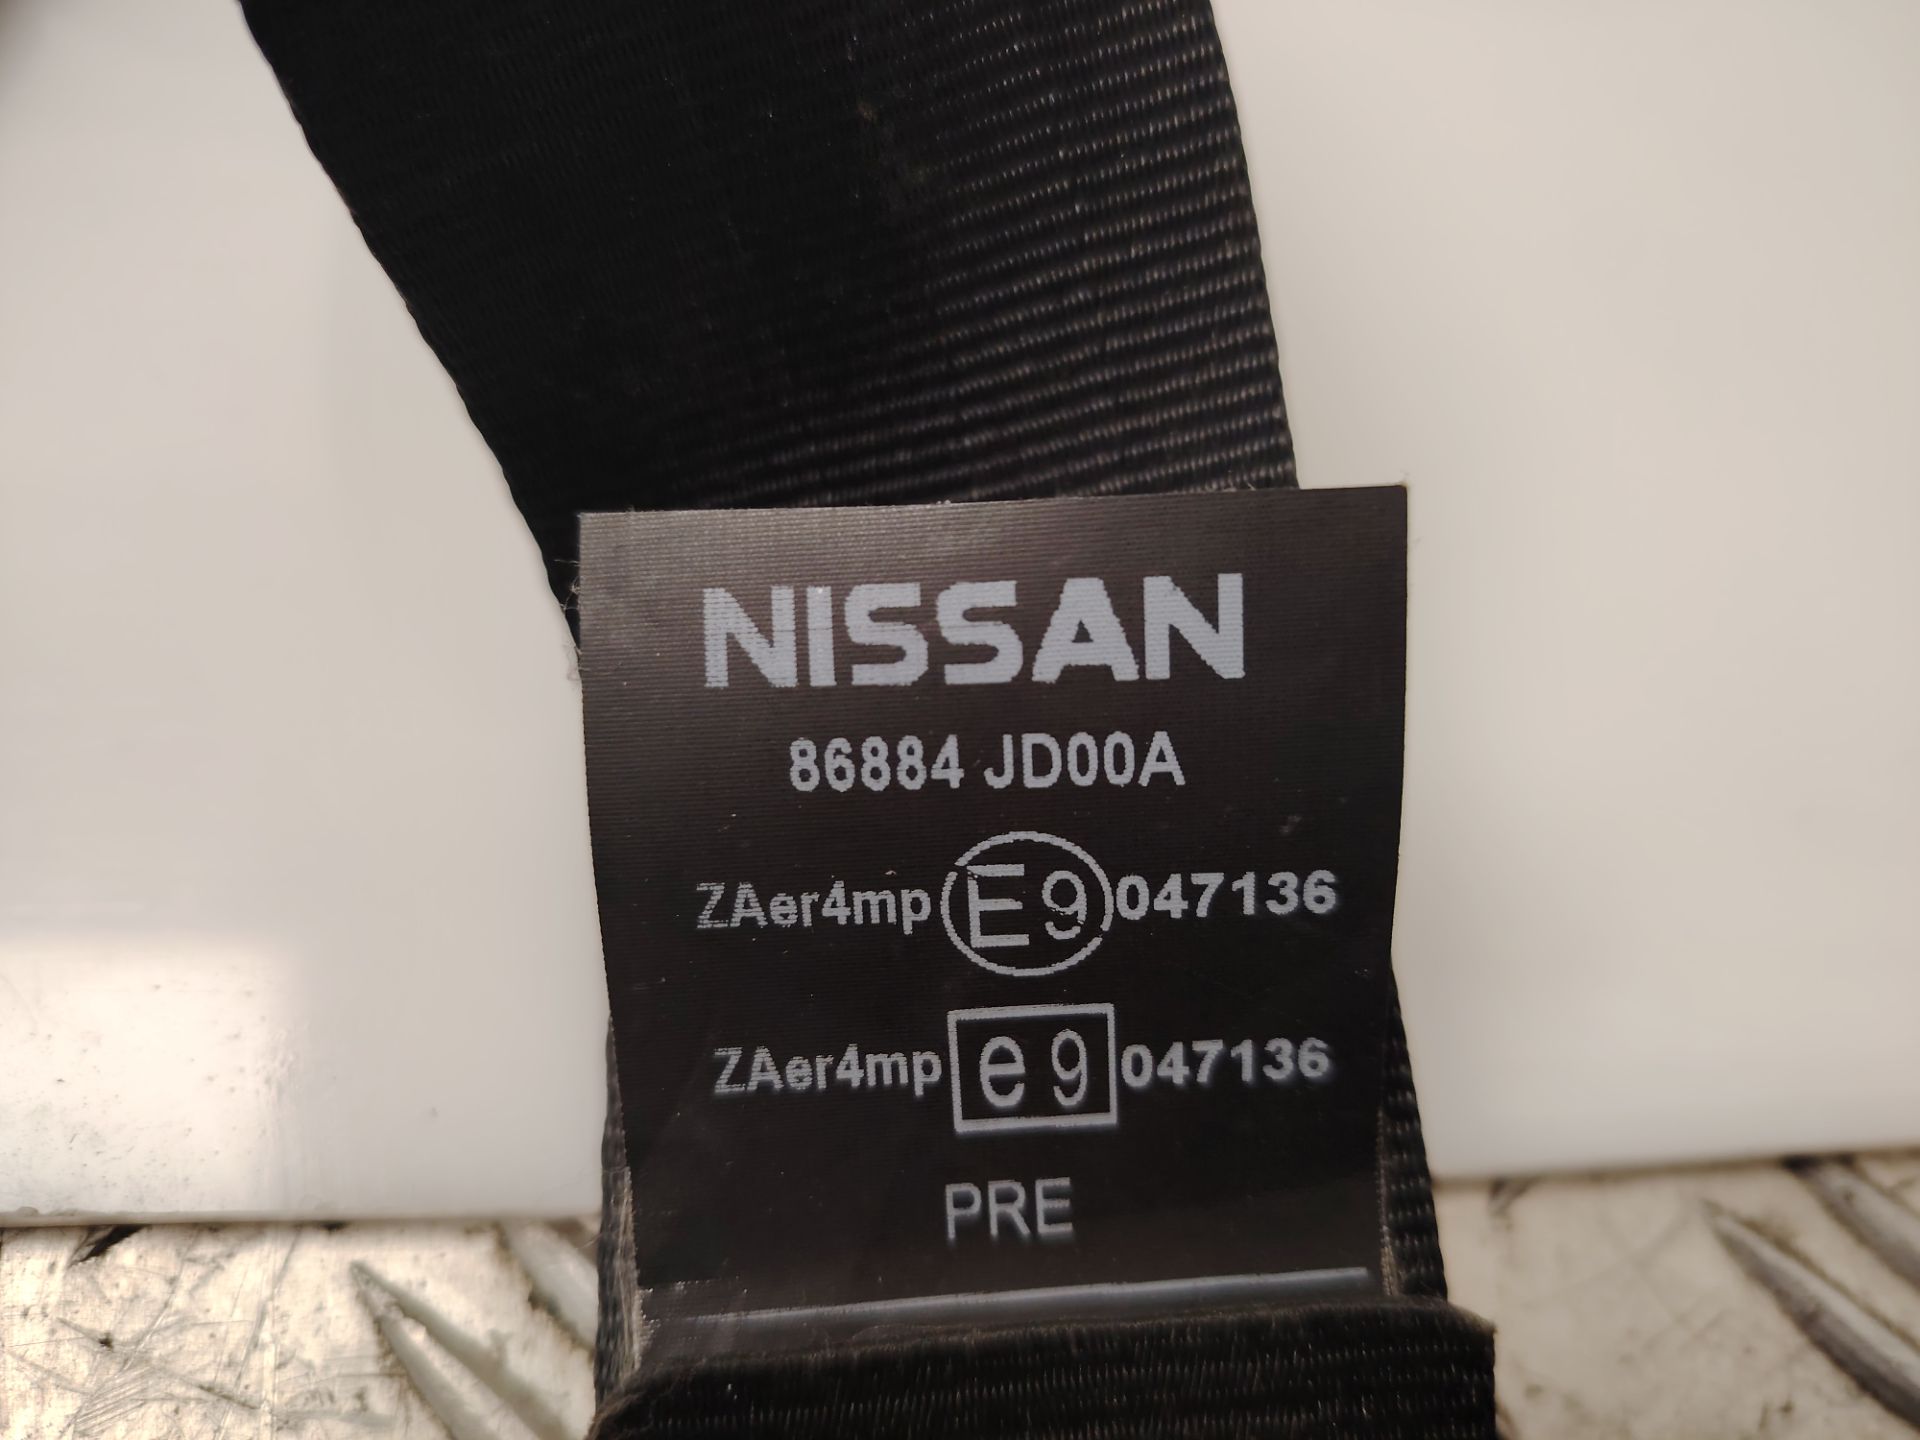 NISSAN
86884 JD00A
ZAer4mp E9 047136
ZAer4mp e9 047136
PRE